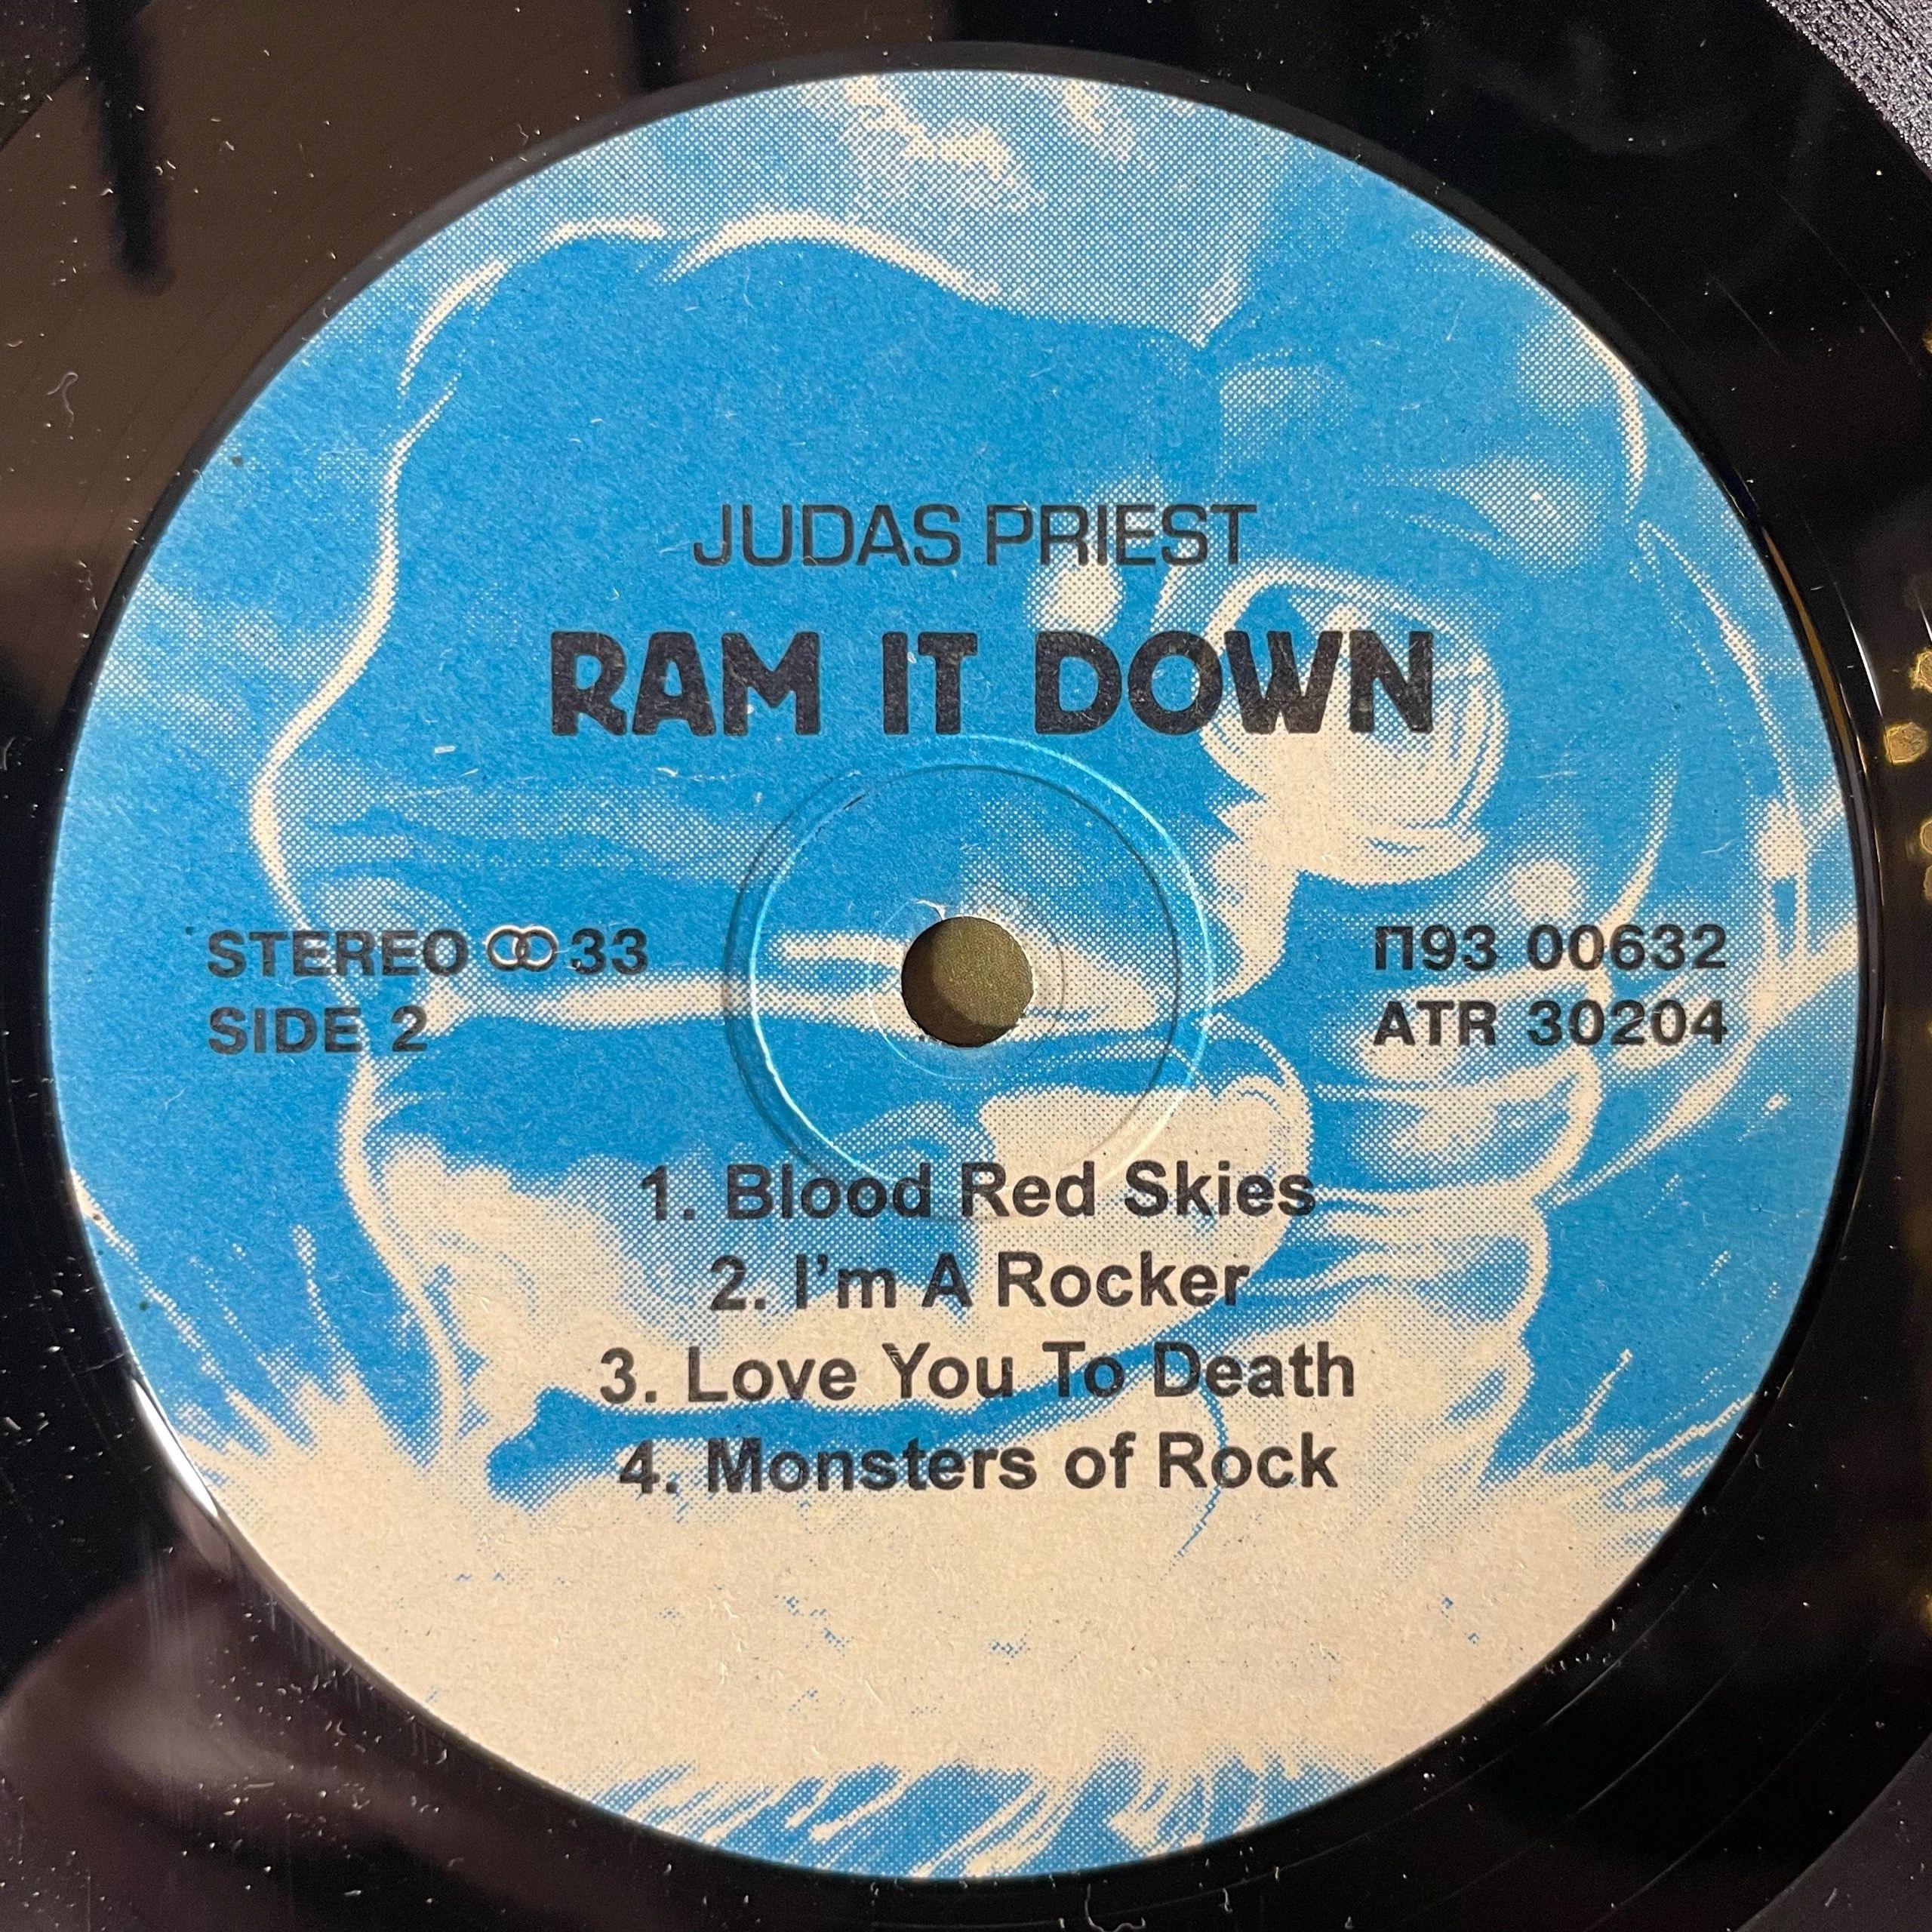 JUDAS PRIEST
RAM IT DOWN
STEREO 33
SIDE 2
П93 00632
ATR 30204
1. Blood Red Skies
2. I’m A Rocker
3. Love You To Death
4. Monsters of Rock